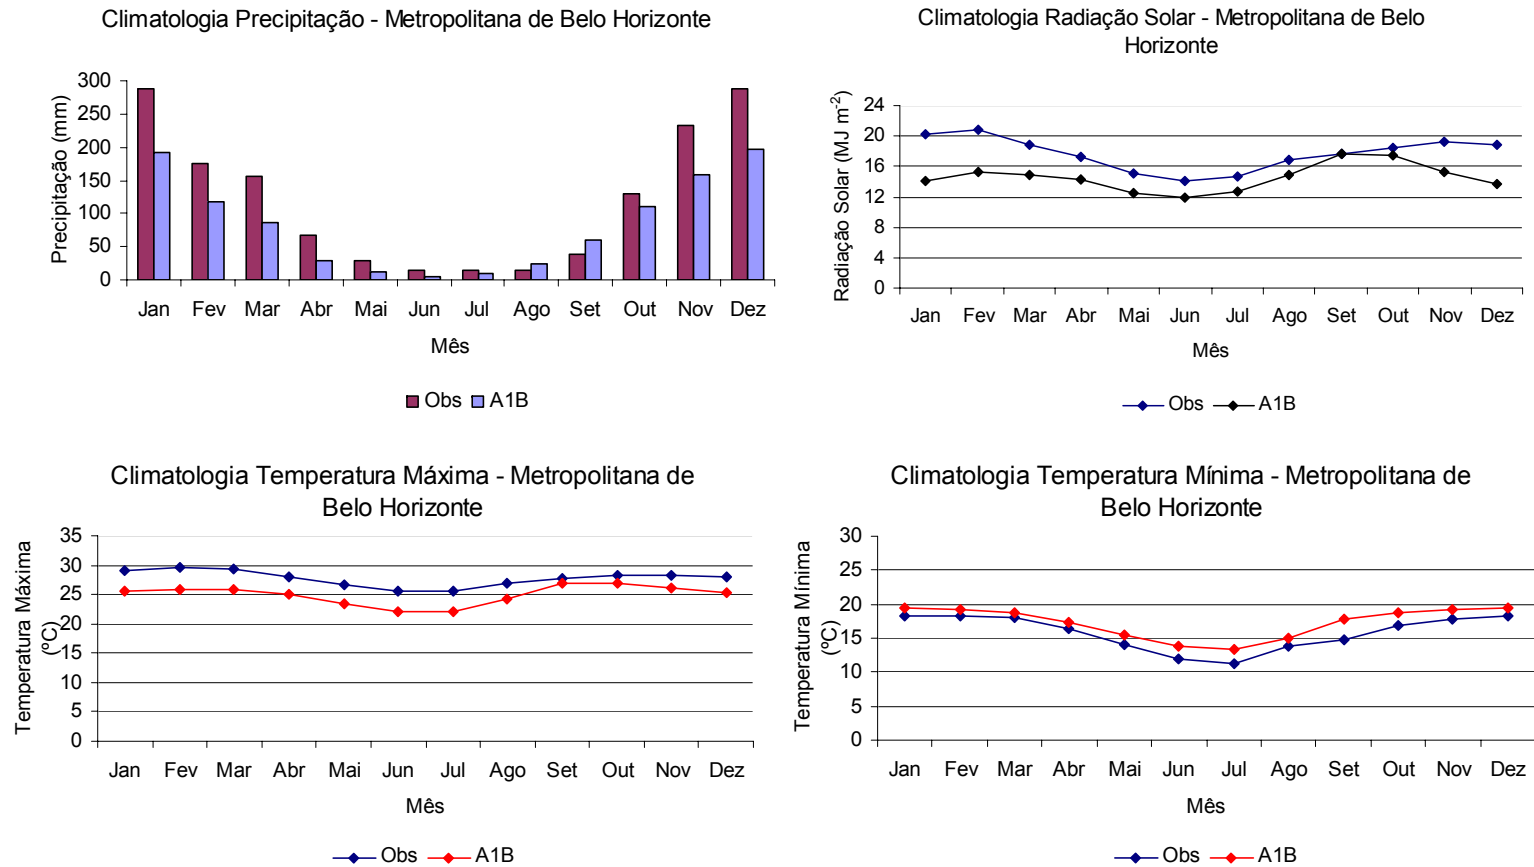 Climatologia Precipitação - Metropolitana de Belo Horizonte
Precipitação (mm)
300
250
200
150
100
50
0
Jan Fev Mar Abr Mai Jun Jul Ago Set Out Nov Dez
Mês
Obs A1B
Climatologia Radiação Solar - Metropolitana de Belo
Horizonte
Radiação Solar (MJ m-2)
24
20
16
12
8
4
0
Jan Fev Mar Abr Mai Jun Jul Ago Set Out Nov Dez
Mês
Obs A1B
Climatologia Temperatura Máxima - Metropolitana de
Belo Horizonte
Temperatura Máxima
(ºC)
35
30
25
20
15
10
5
0
Jan Fev Mar Abr Mai Jun Jul Ago Set Out Nov Dez
Mês
Obs A1B
Climatologia Temperatura Mínima - Metropolitana de
Belo Horizonte
Temperatura Mínima
(ºC)
30
25
20
15
10
5
0
Jan Fev Mar Abr Mai Jun Jul Ago Set Out Nov Dez
Mês
Obs A1B